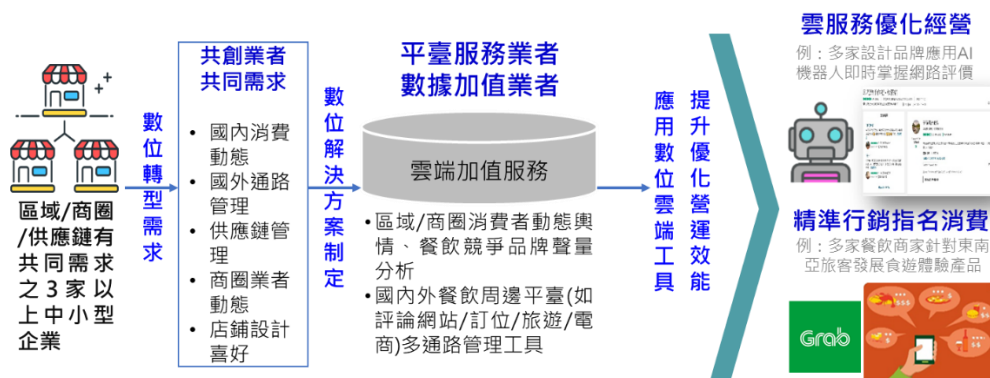 區域/商圈
/供應鏈有
共同需求
之3家以
上中小型
企業
數位轉型需求
共創業者
共同需求
• 國內消費
動態
• 國外通路
管理
• 供應鏈管
理
• 商圈業者
動態
• 店鋪設計
喜好
數位解決方案制定
平臺服務業者
數據加值業者
雲端加值服務
•區域/商圈消費者動態輿
情、餐飲競爭品牌聲量
分析
•國內外餐飲周邊平臺(如
評論網站/訂位/旅遊/電
商)多通路管理工具
應用數位雲端工具
提升優化營運效能
雲服務優化經營
例：多家設計品牌應用AI
機器人即時掌握網路評價
精準行銷指名消費
例：多家餐飲商家針對東南
亞旅客發展食遊體驗產品
Grab